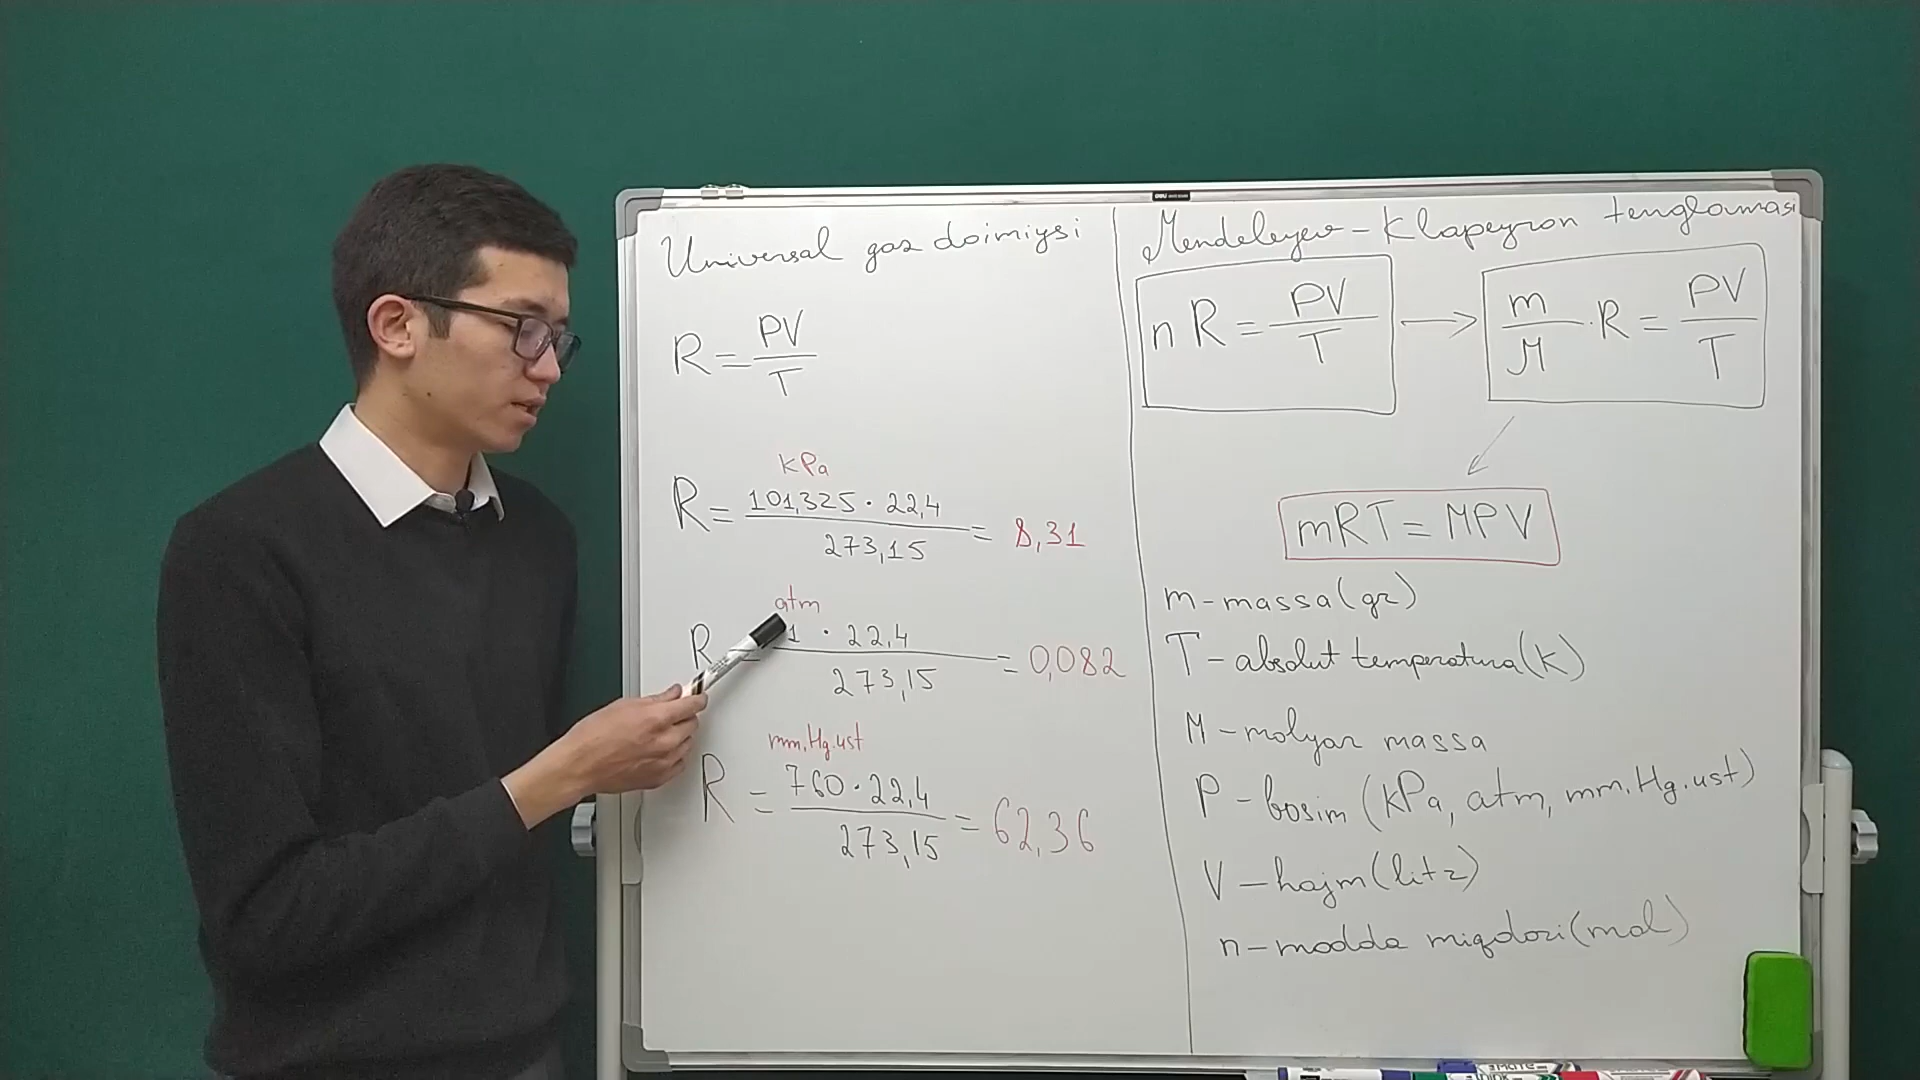 Universal gaz doimiysi
R = PV / T
kPa
R = 101,325 · 22,4 / 273,15 = 8,31
atm
R = 1 · 22,4 / 273,15 = 0,082
mm.Hg.ust
R = 760 · 22,4 / 273,15 = 62,36
Mendeleyev - Klapeyron tenglamasi
n R = PV / T → m / M · R = PV / T
mRT = MPV
m - massa (gr)
T - absolut temperatura (K)
M - molyar massa
P - bosim (kPa, atm, mm.Hg.ust)
V - hajm (litr)
n - modda miqdori (mol)